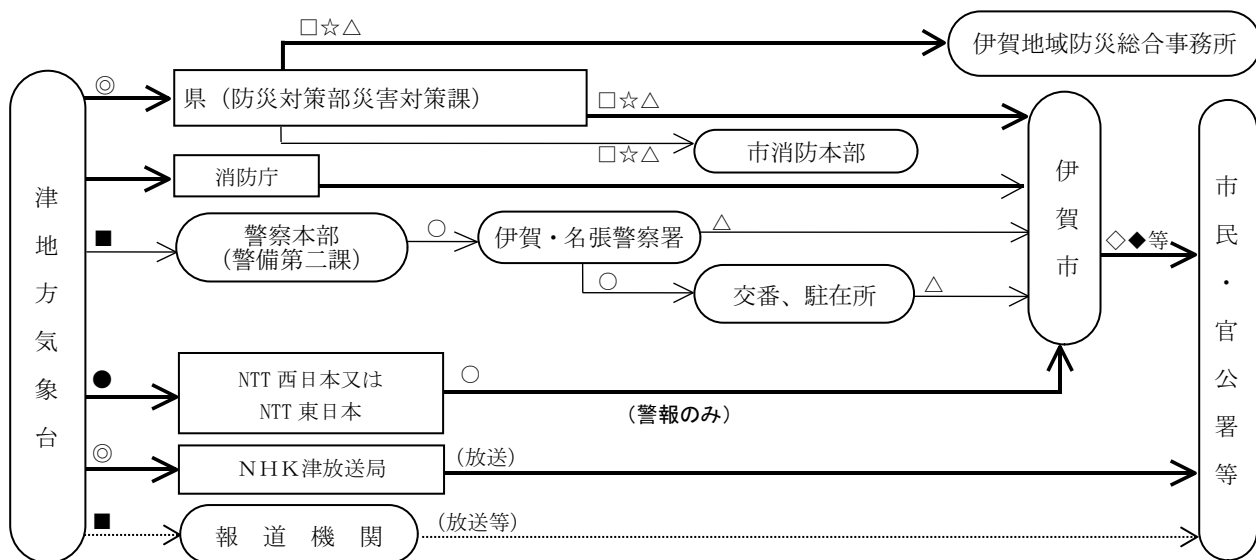 □☆△
伊賀地域防災総合事務所
◎
県（防災対策部災害対策課）
□☆△
□☆△
市消防本部
消防庁
津地方気象台
■
警察本部
（警備第二課）
○
伊賀・名張警察署
△
○
交番、駐在所
△
伊賀市
◇◆等
市民・官公署等
●
NTT 西日本又は
NTT 東日本
○
（警報のみ）
◎
ＮＨＫ津放送局
（放送）
■
報　道　機　関
（放送等）